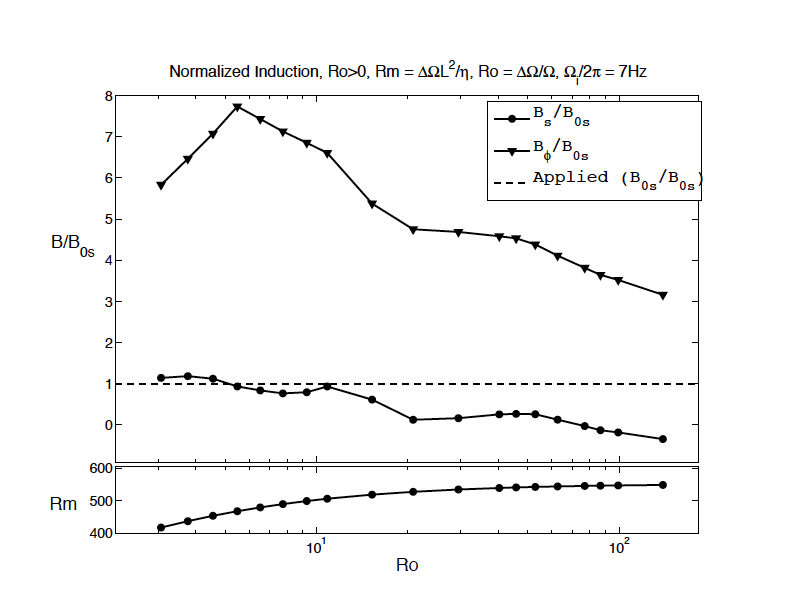 Normalized Induction, Ro>0, Rm = ΔΩL²/η, Ro = ΔΩ/Ω, Ωᵢ/2π = 7Hz
8
7
6
5
4
3
2
1
0
B/B₀ₛ
Bₛ/B₀ₛ
Bᵩ/B₀ₛ
Applied (B₀ₛ/B₀ₛ)
600
500
400
Rm
10¹
10²
Ro